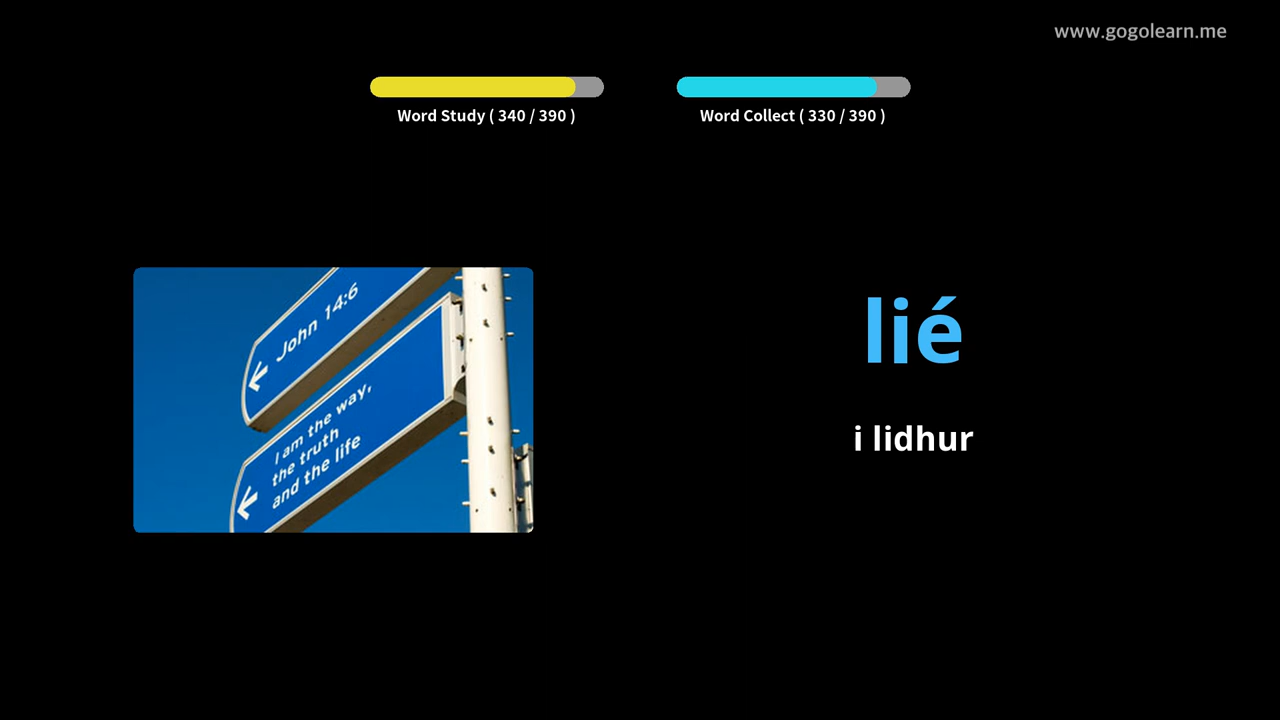 www.gogolearn.me
Word Study ( 340 / 390 )
Word Collect ( 330 / 390 )
John 14:6
I am the way,
the truth
and the life
lié
i lidhur